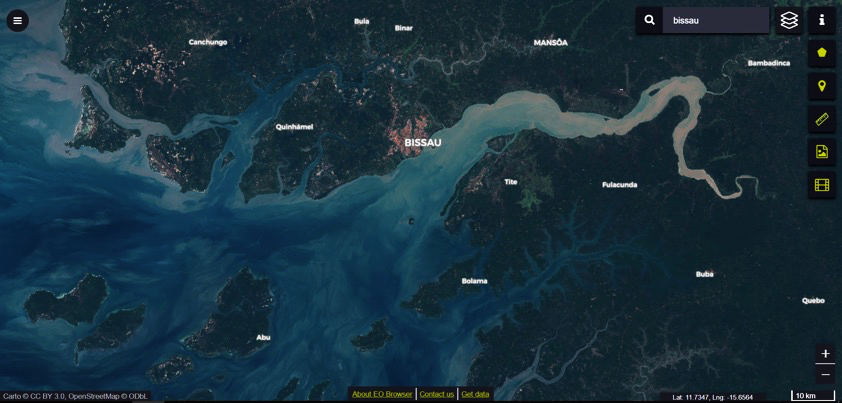 bissau
Bula
Binar
Canchungo
MANSÔA
Bambadinca
Quinhámel
BISSAU
Tite
Fulacunda
Bolama
Buba
Quebo
Abu
Carto © CC BY 3.0, OpenStreetMap © ODbL
About EO Browser | Contact us | Get data
Lat: 11.7347, Lng: -15.6564
10 km